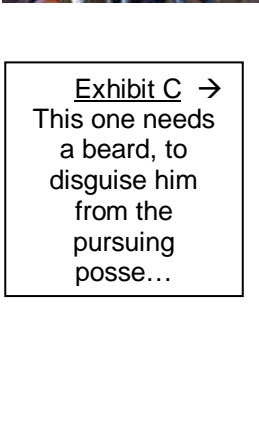 Exhibit C →
This one needs
a beard, to
disguise him
from the
pursuing
posse…